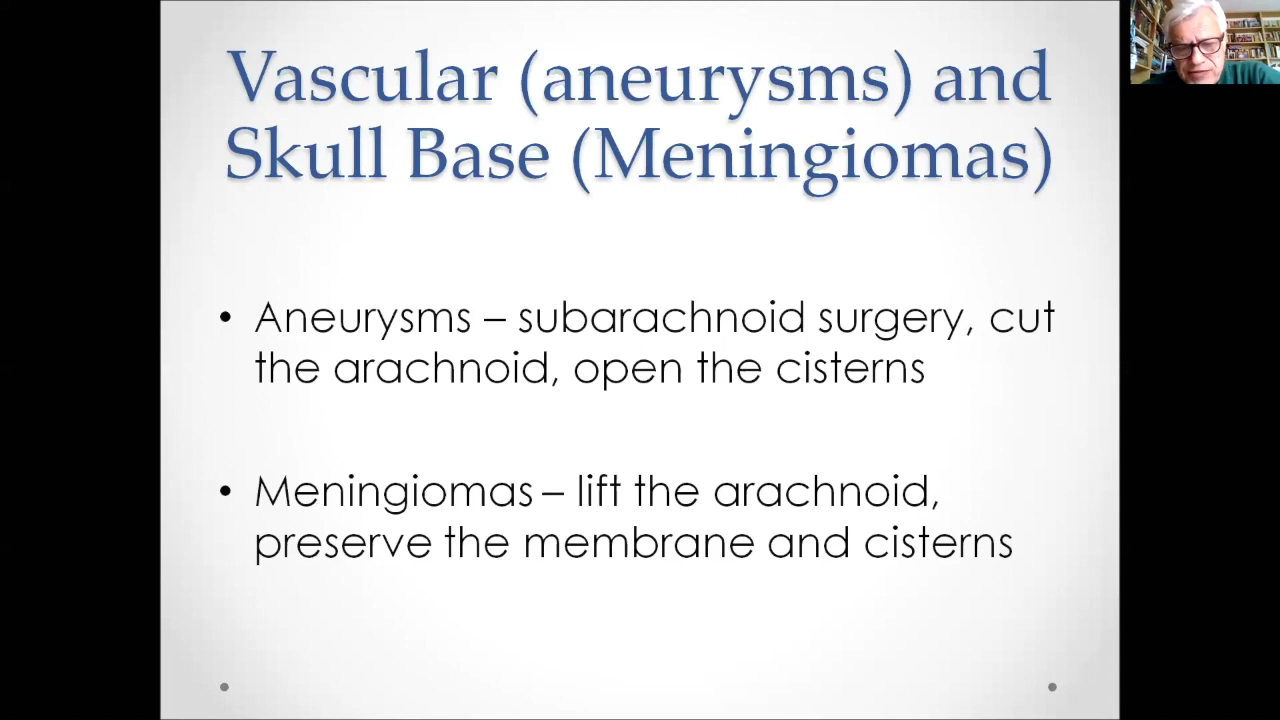 Vascular (aneurysms) and
Skull Base (Meningiomas)
• Aneurysms – subarachnoid surgery, cut
the arachnoid, open the cisterns
• Meningiomas – lift the arachnoid,
preserve the membrane and cisterns